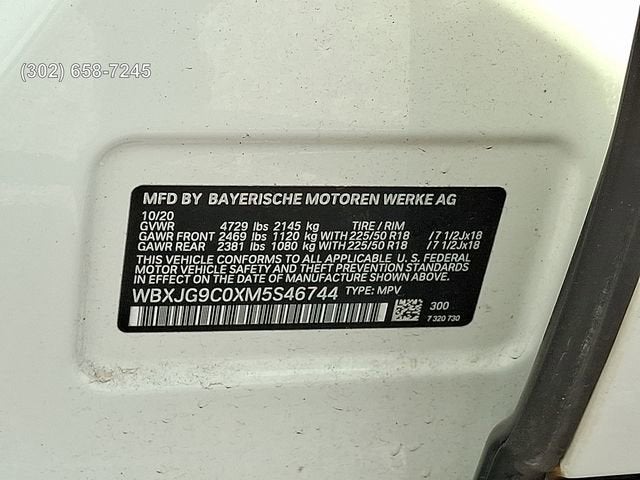 (302) 658-7245
MFD BY BAYERISCHE MOTOREN WERKE AG
10/20
GVWR 4729 lbs 2145 kg TIRE / RIM
GAWR FRONT 2469 lbs 1120 kg WITH 225/50 R18 /7 1/2Jx18
GAWR REAR 2381 lbs 1080 kg WITH 225/50 R18 /7 1/2Jx18
THIS VEHICLE CONFORMS TO ALL APPLICABLE U. S. FEDERAL
MOTOR VEHICLE SAFETY AND THEFT PREVENTION STANDARDS
IN EFFECT ON THE DATE OF MANUFACTURE SHOWN ABOVE.
WBXJG9C0XM5S46744 TYPE: MPV
300
7 320 730